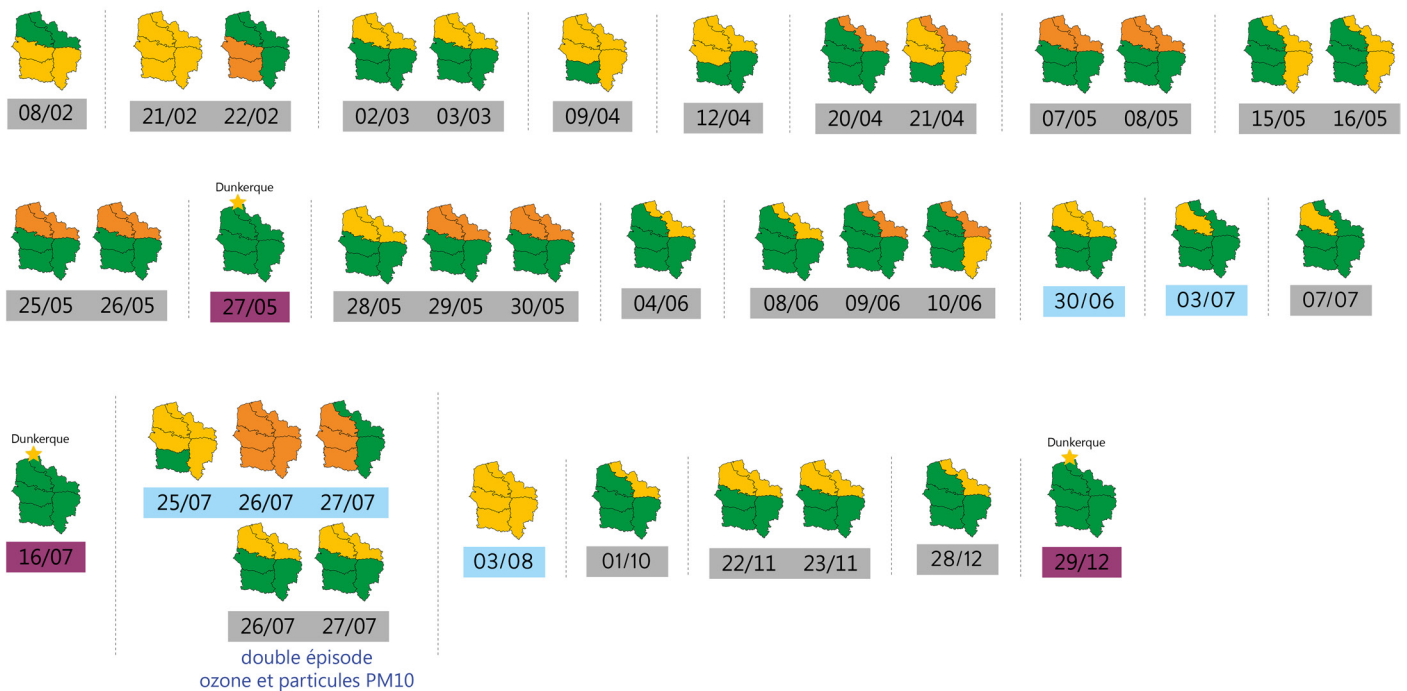 08/02 21/02 22/02 02/03 03/03 09/04 12/04 20/04 21/04 07/05 08/05 15/05 16/05
Dunkerque
25/05 26/05 27/05 28/05 29/05 30/05 04/06 08/06 09/06 10/06 30/06 03/07 07/07
Dunkerque
16/07
25/07 26/07 27/07
26/07 27/07
double épisode
ozone et particules PM10
03/08 01/10 22/11 23/11 28/12
Dunkerque
29/12